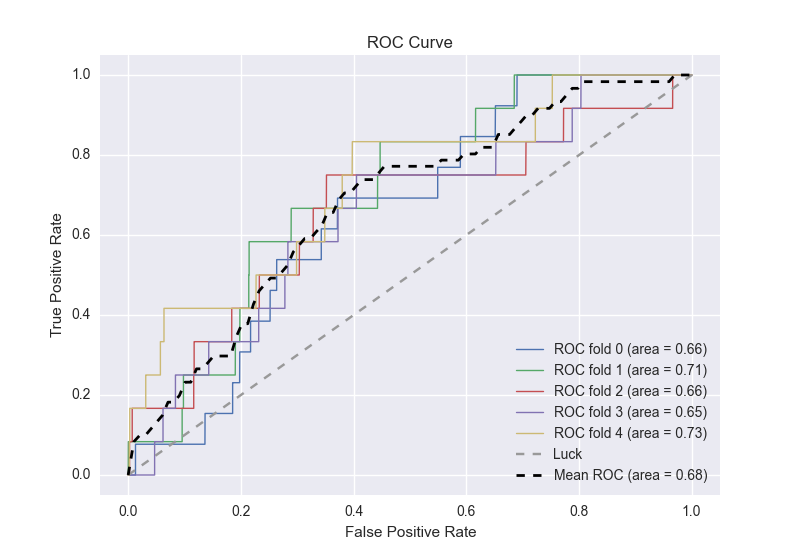 ROC Curve
True Positive Rate
1.0
0.8
0.6
0.4
0.2
0.0
ROC fold 0 (area = 0.66)
ROC fold 1 (area = 0.71)
ROC fold 2 (area = 0.66)
ROC fold 3 (area = 0.65)
ROC fold 4 (area = 0.73)
Luck
Mean ROC (area = 0.68)
0.0 0.2 0.4 0.6 0.8 1.0
False Positive Rate